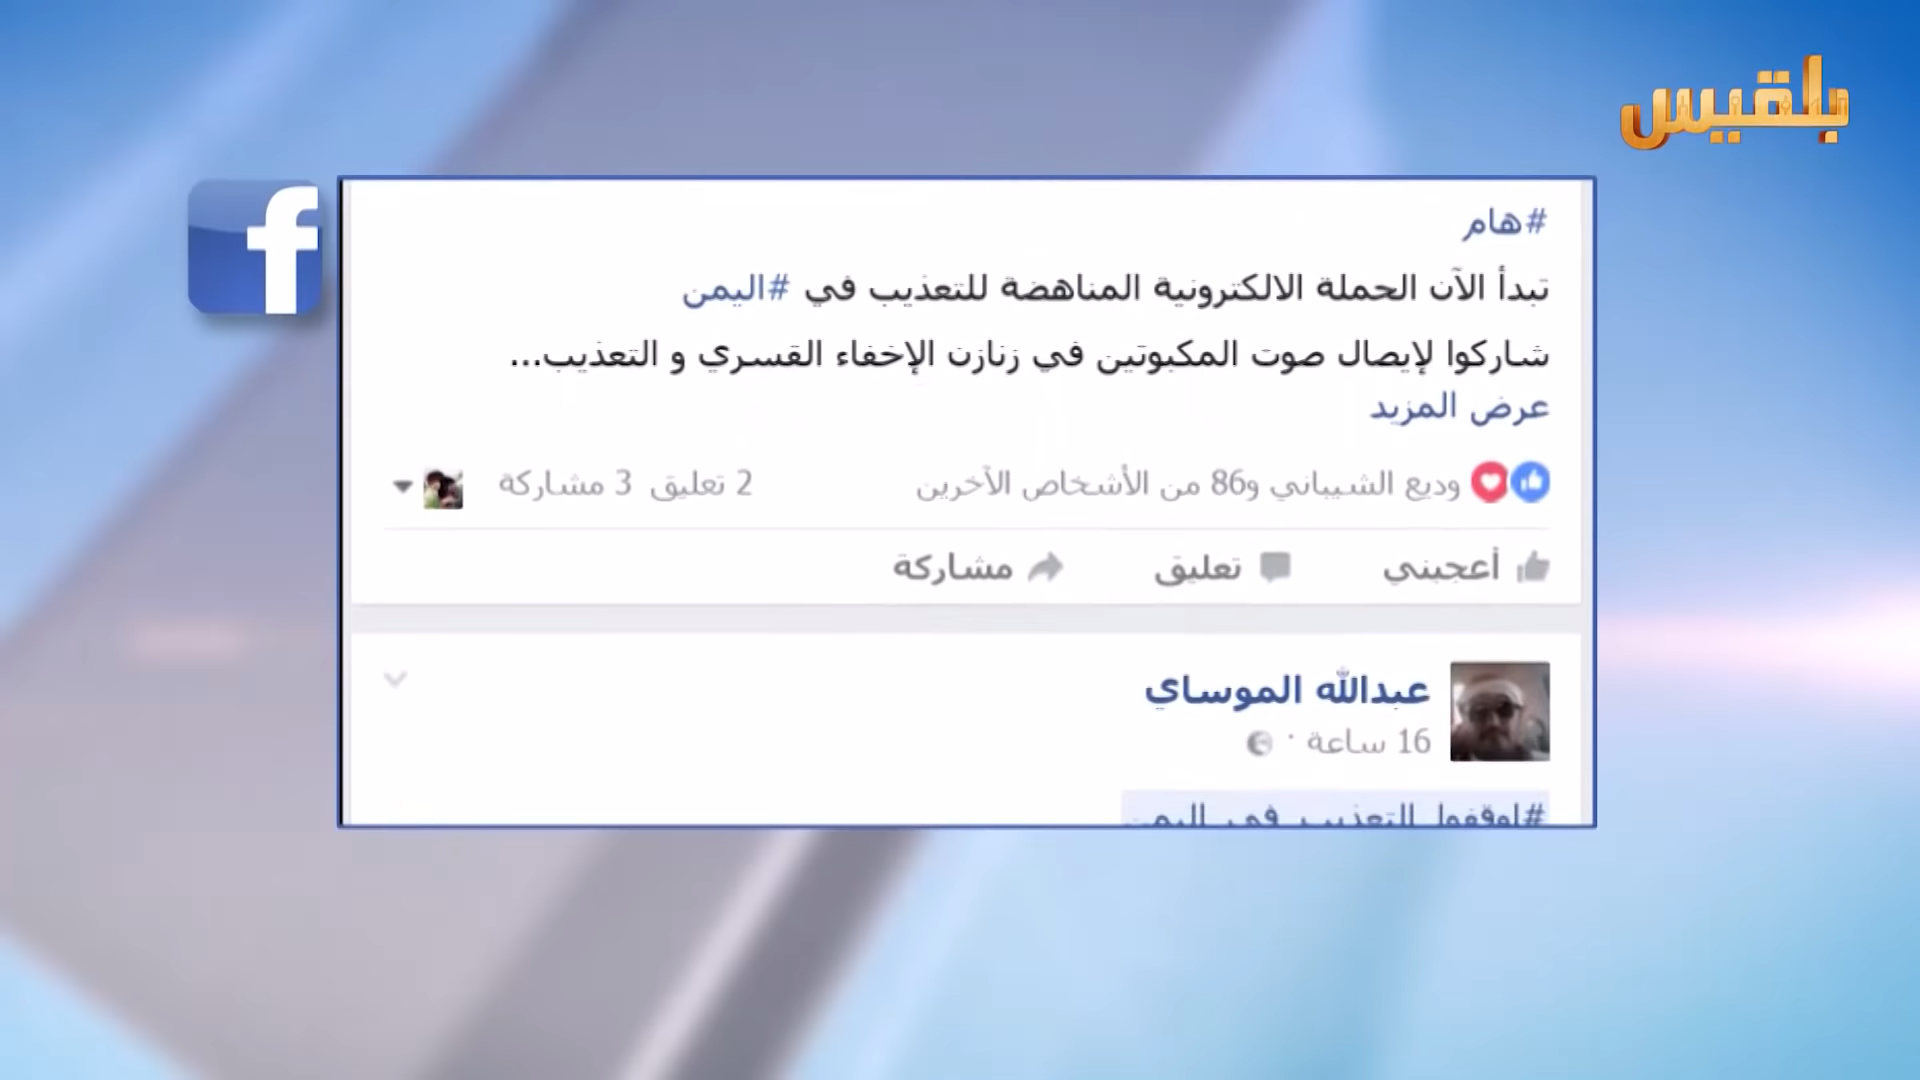 بلقيس
f
#هام
تبدأ الآن الحملة الالكترونية المناهضة للتعذيب في #اليمن
شاركوا لإيصال صوت المكبوتين في زنازن الإخفاء القسري و التعذيب...
عرض المزيد
وديع الشيباني و86 من الأشخاص الآخرين 2 تعليق 3 مشاركة
أعجبني تعليق مشاركة
عبدالله الموساي
16 ساعة ·
#اوقفوا_التعذيب_في_اليمن